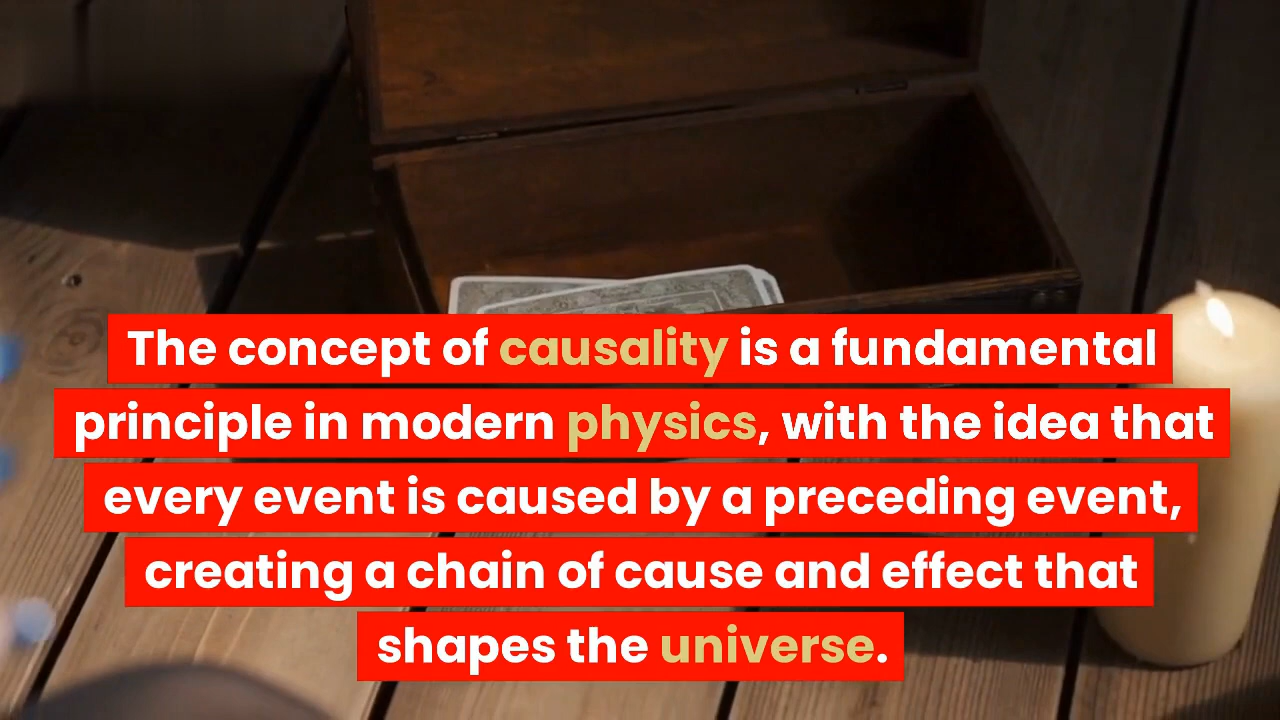 The concept of causality is a fundamental
principle in modern physics, with the idea that
every event is caused by a preceding event,
creating a chain of cause and effect that
shapes the universe.